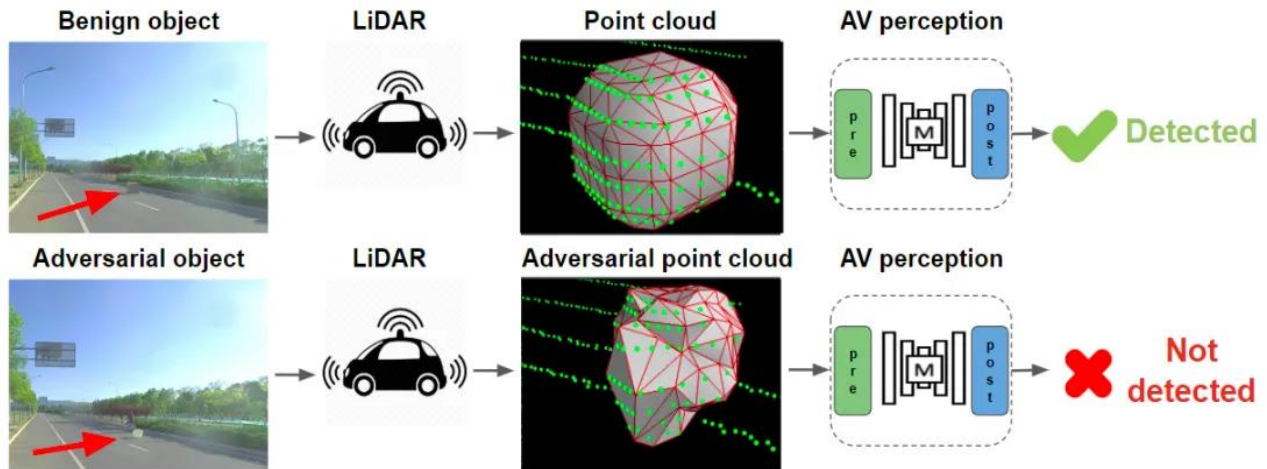 Benign object
LiDAR
Point cloud
AV perception
pre
M
post
Detected
Adversarial object
LiDAR
Adversarial point cloud
AV perception
pre
M
post
Not
detected